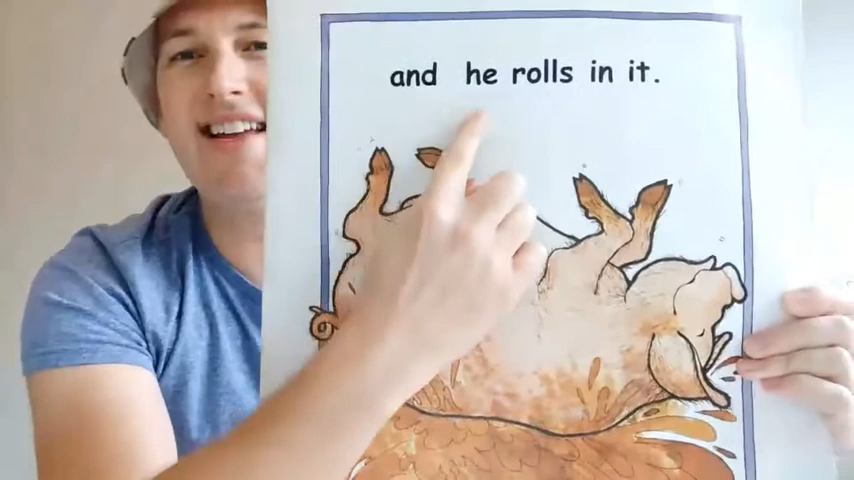 and he rolls in it.